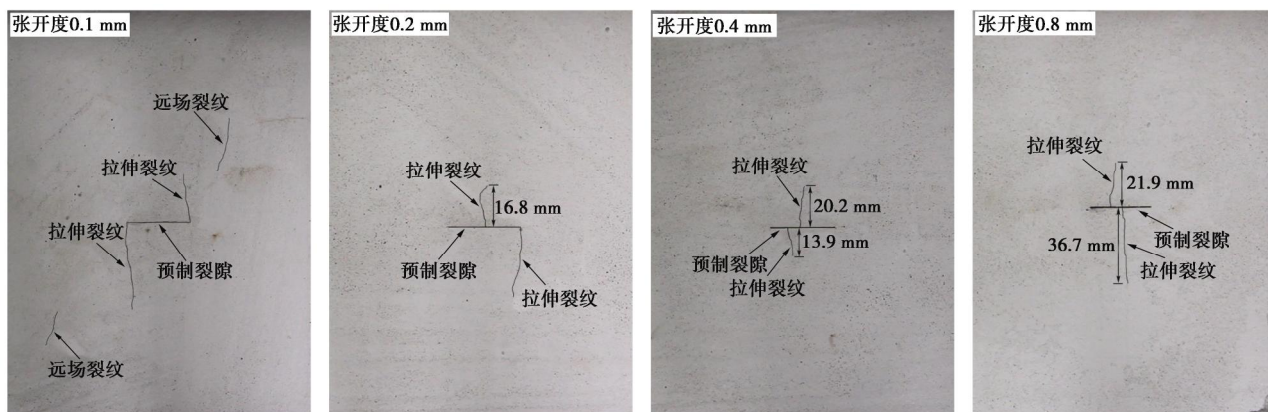 张开度0.1 mm
远场裂纹
拉伸裂纹
拉伸裂纹
预制裂隙
远场裂纹
张开度0.2 mm
拉伸裂纹
16.8 mm
预制裂隙
拉伸裂纹
张开度0.4 mm
拉伸裂纹
20.2 mm
13.9 mm
预制裂隙
拉伸裂纹
张开度0.8 mm
拉伸裂纹
21.9 mm
预制裂隙
36.7 mm
拉伸裂纹